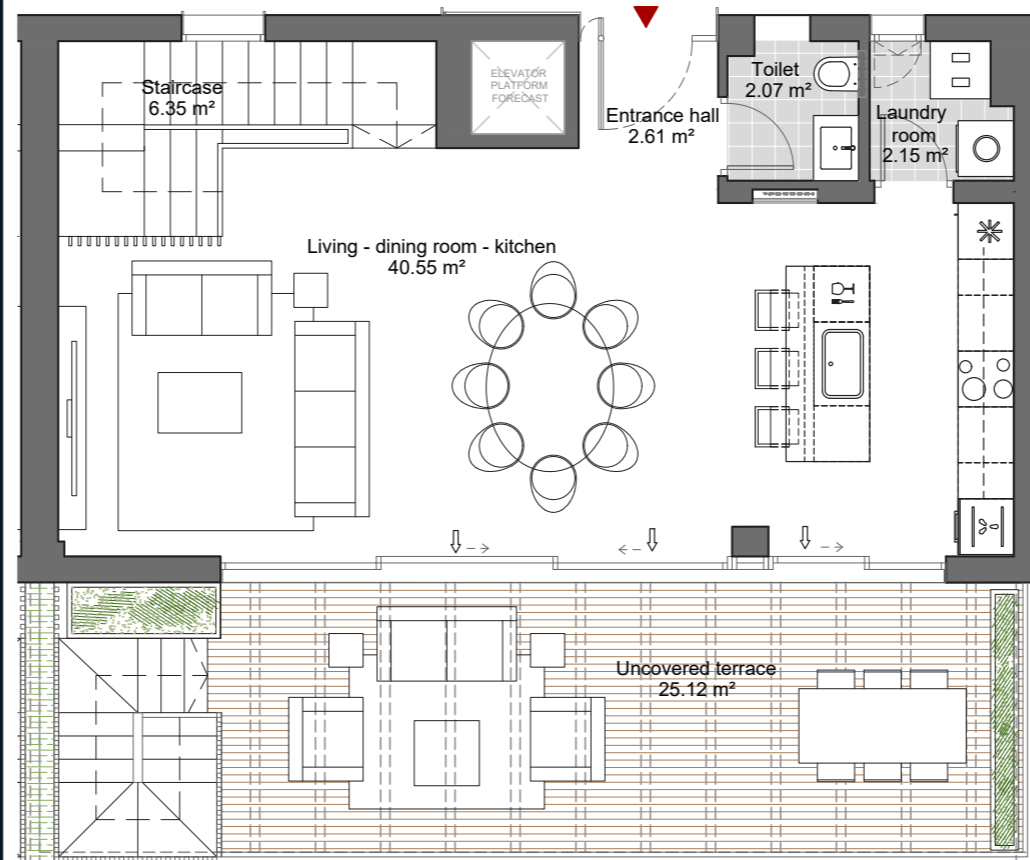 Staircase
6.35 m²
ELEVATOR
PLATFORM
FORECAST
Entrance hall
2.61 m²
Toilet
2.07 m²
Laundry
room
2.15 m²
Living - dining room - kitchen
40.55 m²
Uncovered terrace
25.12 m²